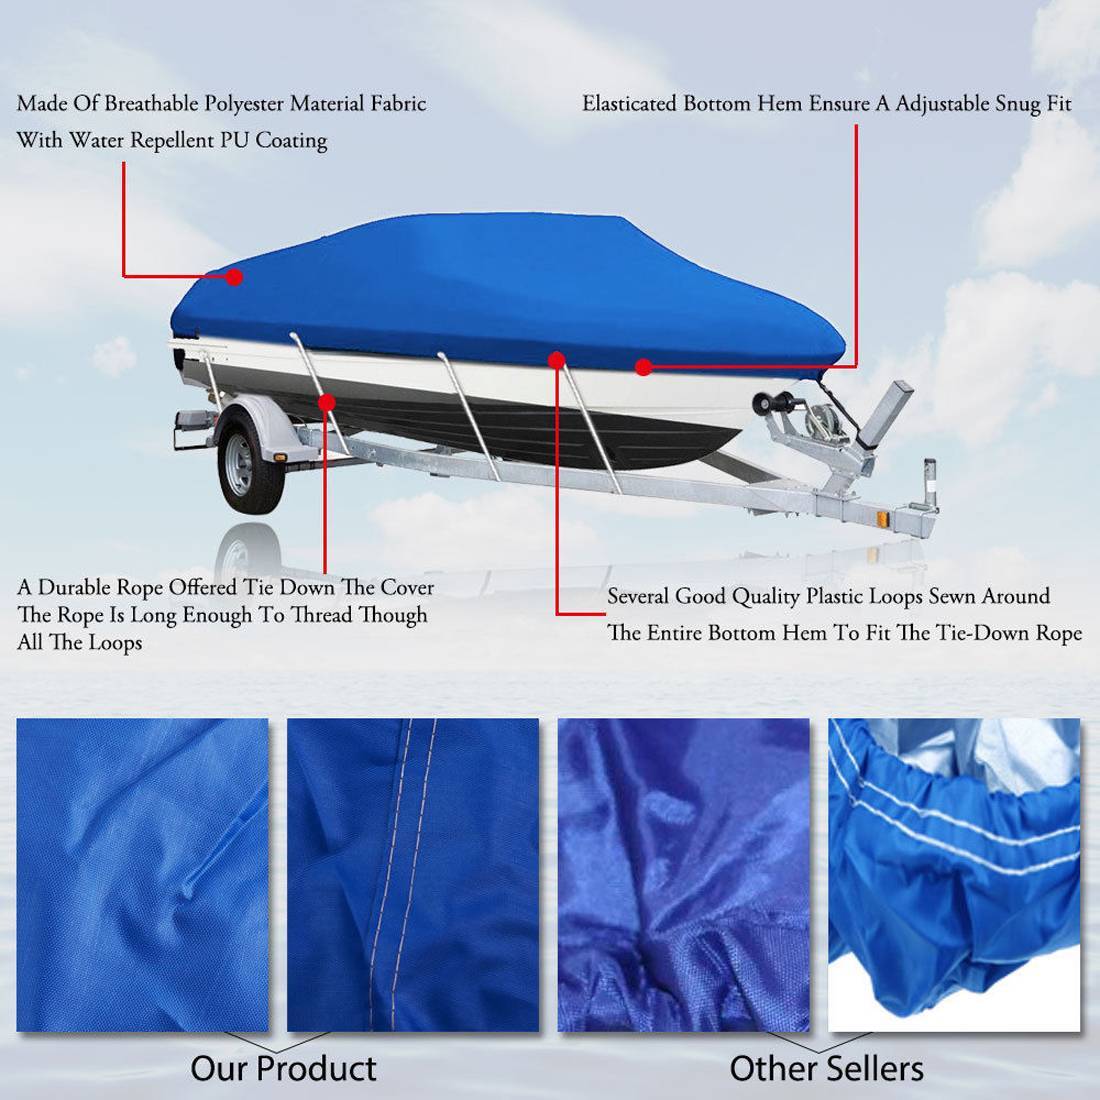 Made Of Breathable Polyester Material Fabric
With Water Repellent PU Coating
Elasticated Bottom Hem Ensure A Adjustable Snug Fit
A Durable Rope Offered Tie Down The Cover
The Rope Is Long Enough To Thread Though
All The Loops
Several Good Quality Plastic Loops Sewn Around
The Entire Bottom Hem To Fit The Tie-Down Rope
Our Product
Other Sellers